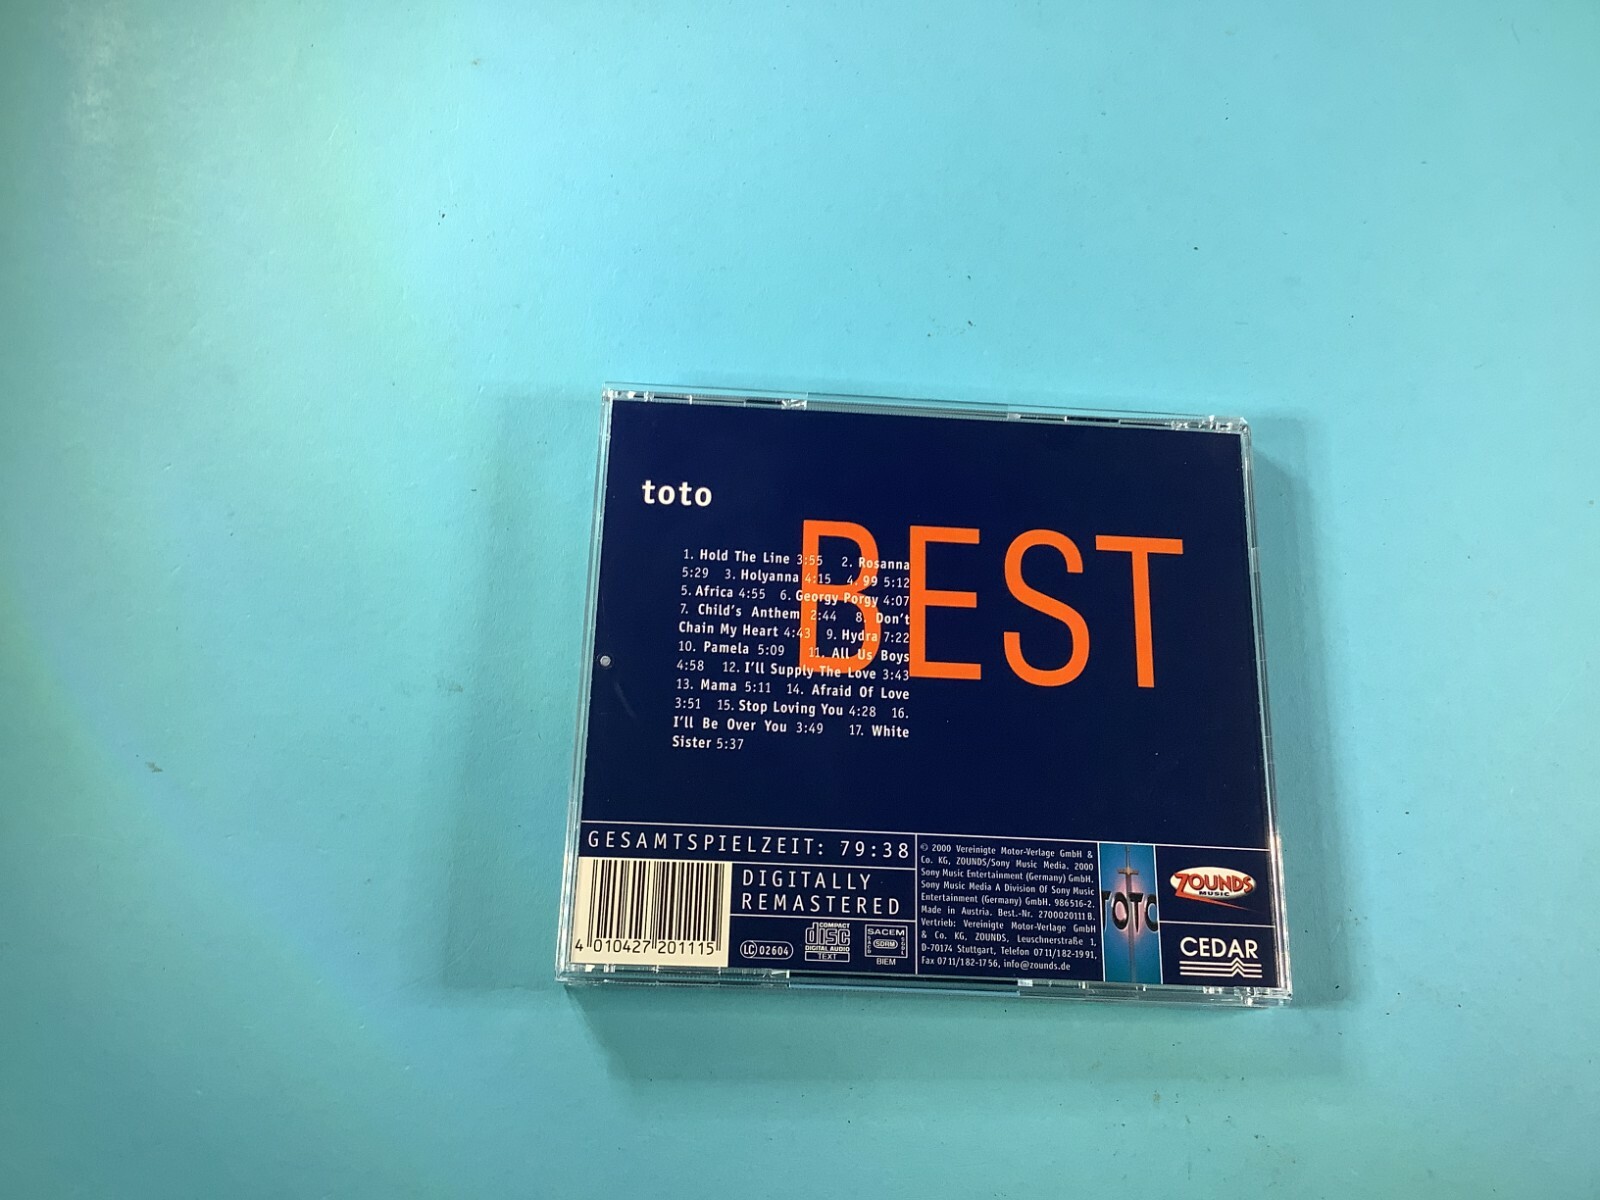 toto
BEST
1. Hold The Line 3:55 2. Rosanna
5:29 3. Holyanna 4:15 4. 99 5:12
5. Africa 4:55 6. Georgy Porgy 4:07
7. Child's Anthem 2:44 8. Don't
Chain My Heart 4:43 9. Hydra 7:22
10. Pamela 5:09 11. All Us Boys
4:58 12. I'll Supply The Love 3:43
13. Mama 5:11 14. Afraid Of Love
3:51 15. Stop Loving You 4:28 16.
I'll Be Over You 3:49 17. White
Sister 5:37
GESAMTSPIELZEIT: 79:38
DIGITALLY
REMASTERED
4 010427 201115
LC 02604
COMPACT
disc
DIGITAL AUDIO
TEXT
SACEM
SDRM
BIEM
© 2000 Vereinigte Motor-Verlage GmbH &
Co. KG, ZOUNDS/Sony Music Media. 2000
Sony Music Entertainment (Germany) GmbH.
Sony Music Media A Division Of Sony Music
Entertainment (Germany) GmbH. 986516-2.
Made in Austria. Best.-Nr. 2700020111 B.
Vertrieb: Vereinigte Motor-Verlage GmbH
& Co. KG, ZOUNDS, Leuschnerstraße 1,
D-70174 Stuttgart, Telefon 07 11/182-19 91,
Fax 07 11/182-17 56, info@zounds.de
TOTO
ZOUNDS
MUSIC
CEDAR